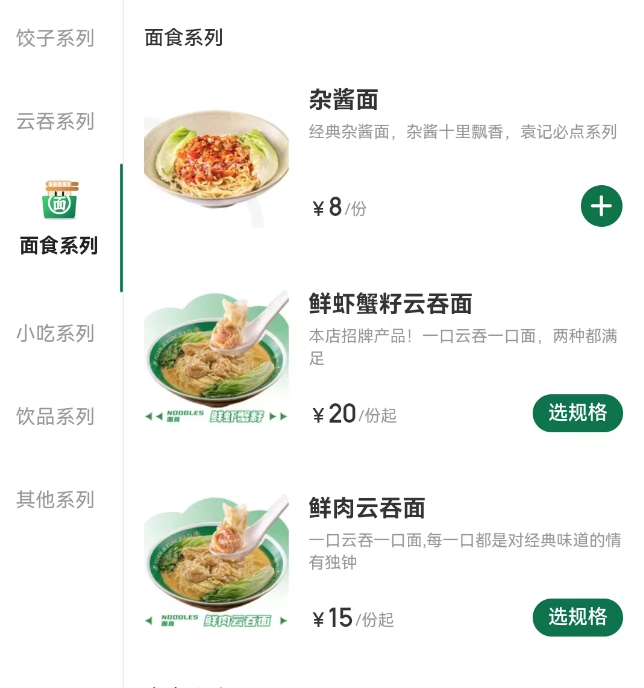 饺子系列
云吞系列
面
面食系列
小吃系列
饮品系列
其他系列
面食系列
杂酱面
经典杂酱面，杂酱十里飘香，袁记必点系列
¥8/份
鲜虾蟹籽云吞面
本店招牌产品！一口云吞一口面，两种都满
足
NOODLES
面食
鲜虾蟹籽
¥20/份起
选规格
鲜肉云吞面
一口云吞一口面,每一口都是对经典味道的情
有独钟
NOODLES
面食
鲜肉云吞面
¥15/份起
选规格